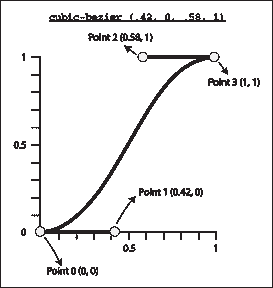 cubic-bezier (.42, 0, .58, 1)
Point 2 (0.58, 1)
1
Point 3 (1, 1)
0.5
Point 1 (0.42, 0)
0
0.5
1
Point 0 (0, 0)